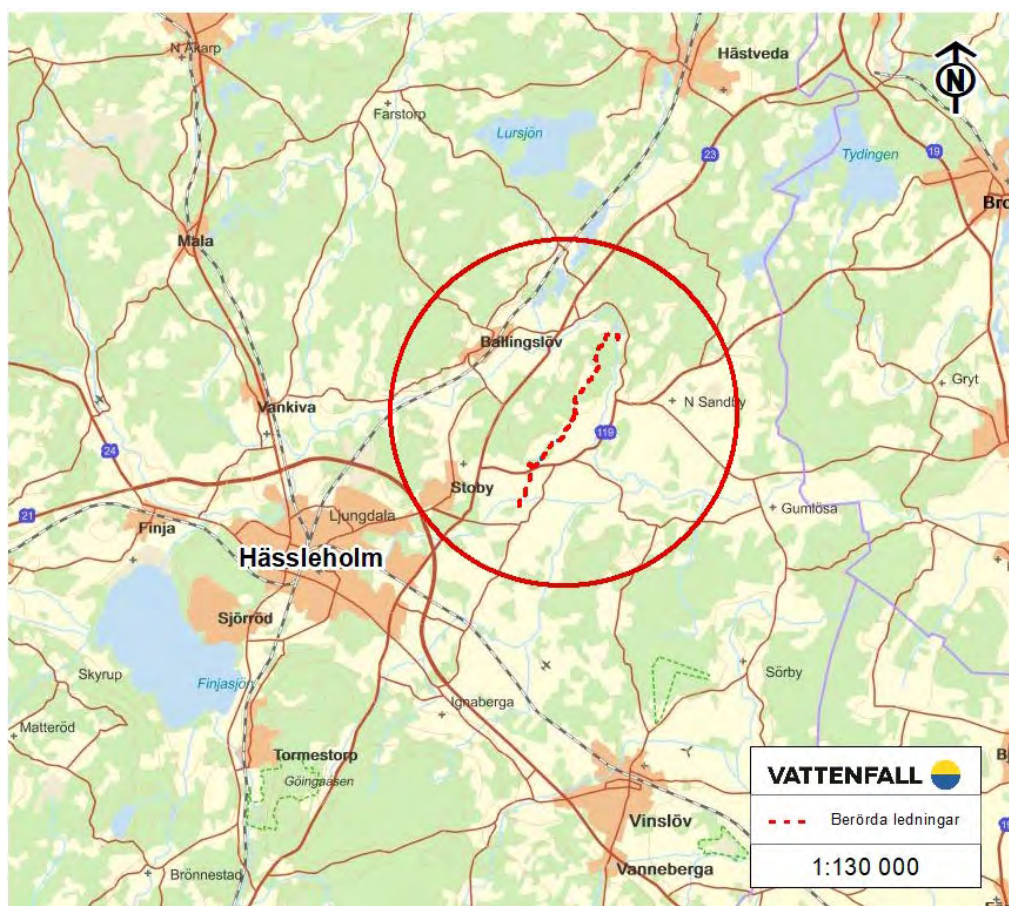 N Åkarp
Hästveda
N
Farstorp
Lursjön
23
Tydingen
19
Bro
Mala
Ballingslöv
Gryt
N Sandby
Vankiva
119
24
Stoby
Gumlösa
21
Finja
Ljungdala
Hässleholm
Sjörröd
Sörby
Skyrup
Finjasjön
Ignaberga
Matteröd
Tormestorp
Göingeåsen
VATTENFALL
Berörda ledningar
Vinslöv
1:130 000
Vanneberga
Brönnestad